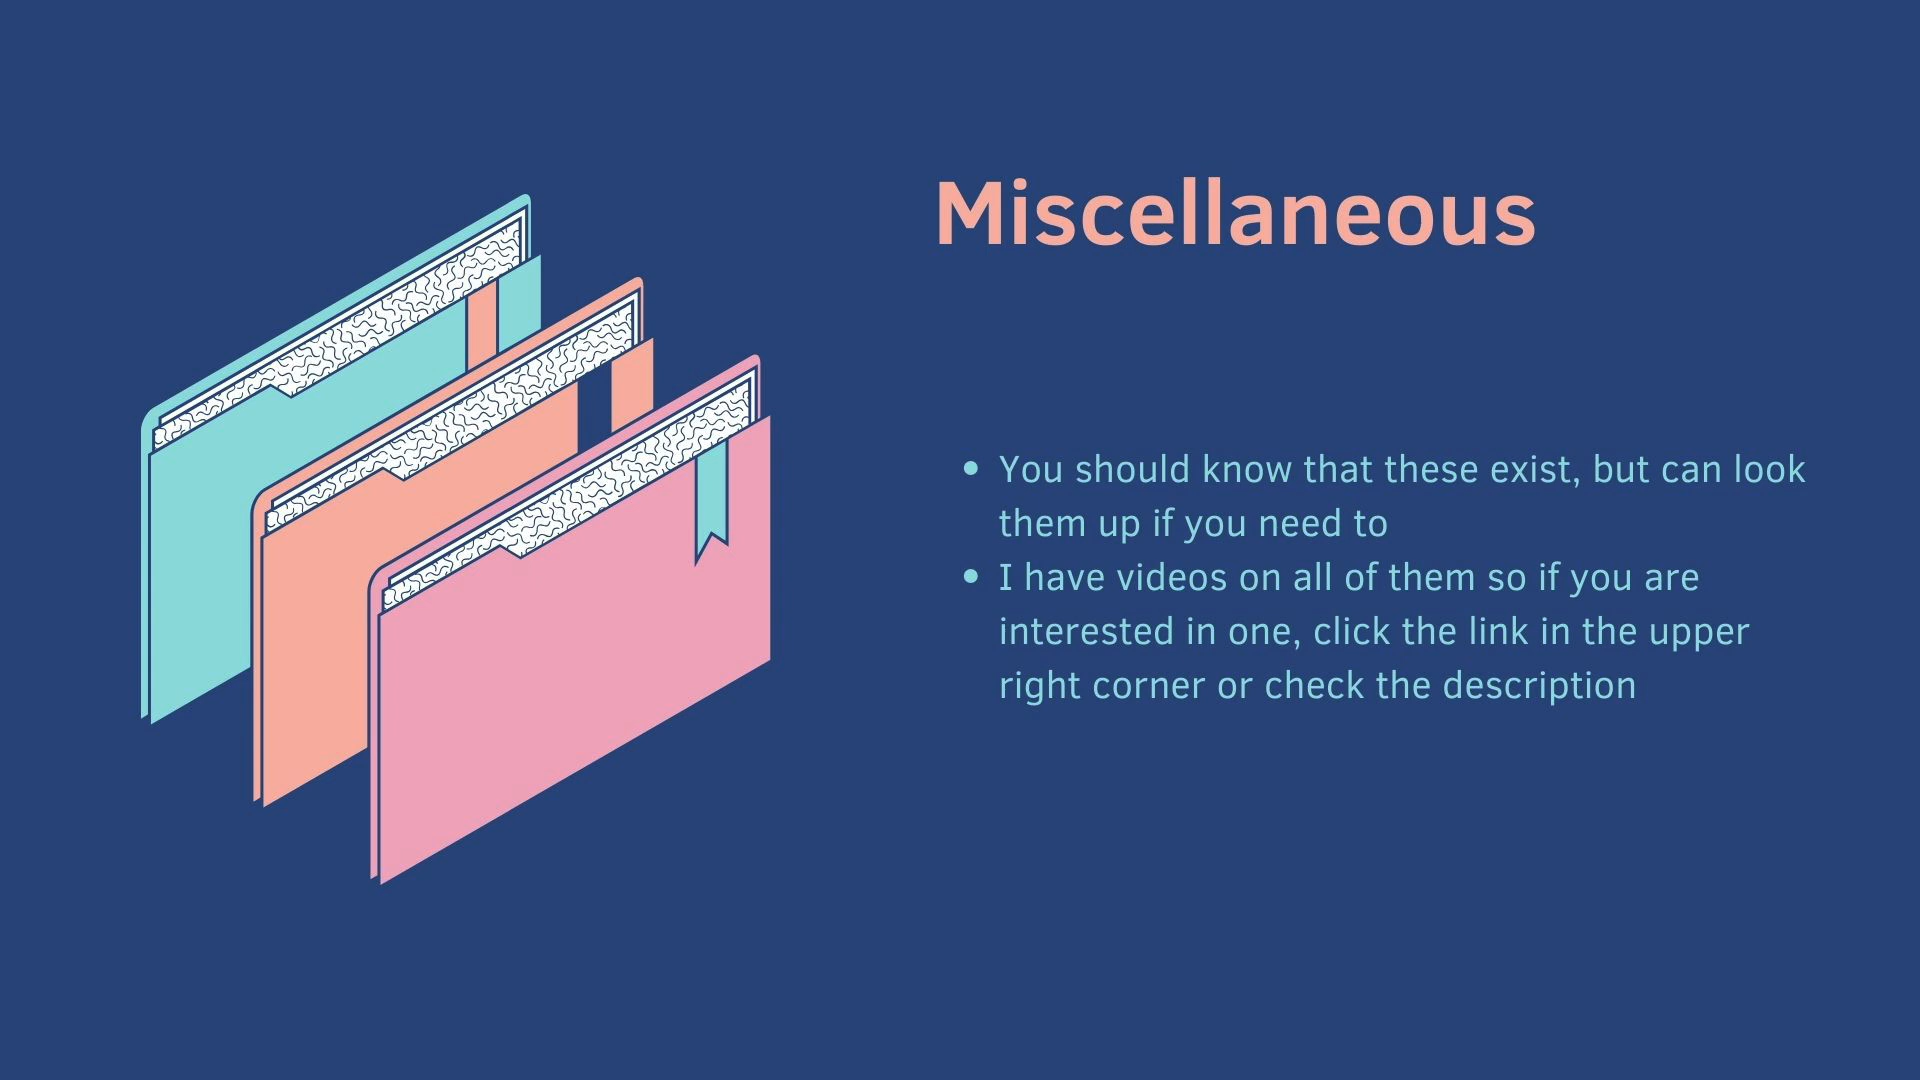 Miscellaneous
• You should know that these exist, but can look
them up if you need to
• I have videos on all of them so if you are
interested in one, click the link in the upper
right corner or check the description